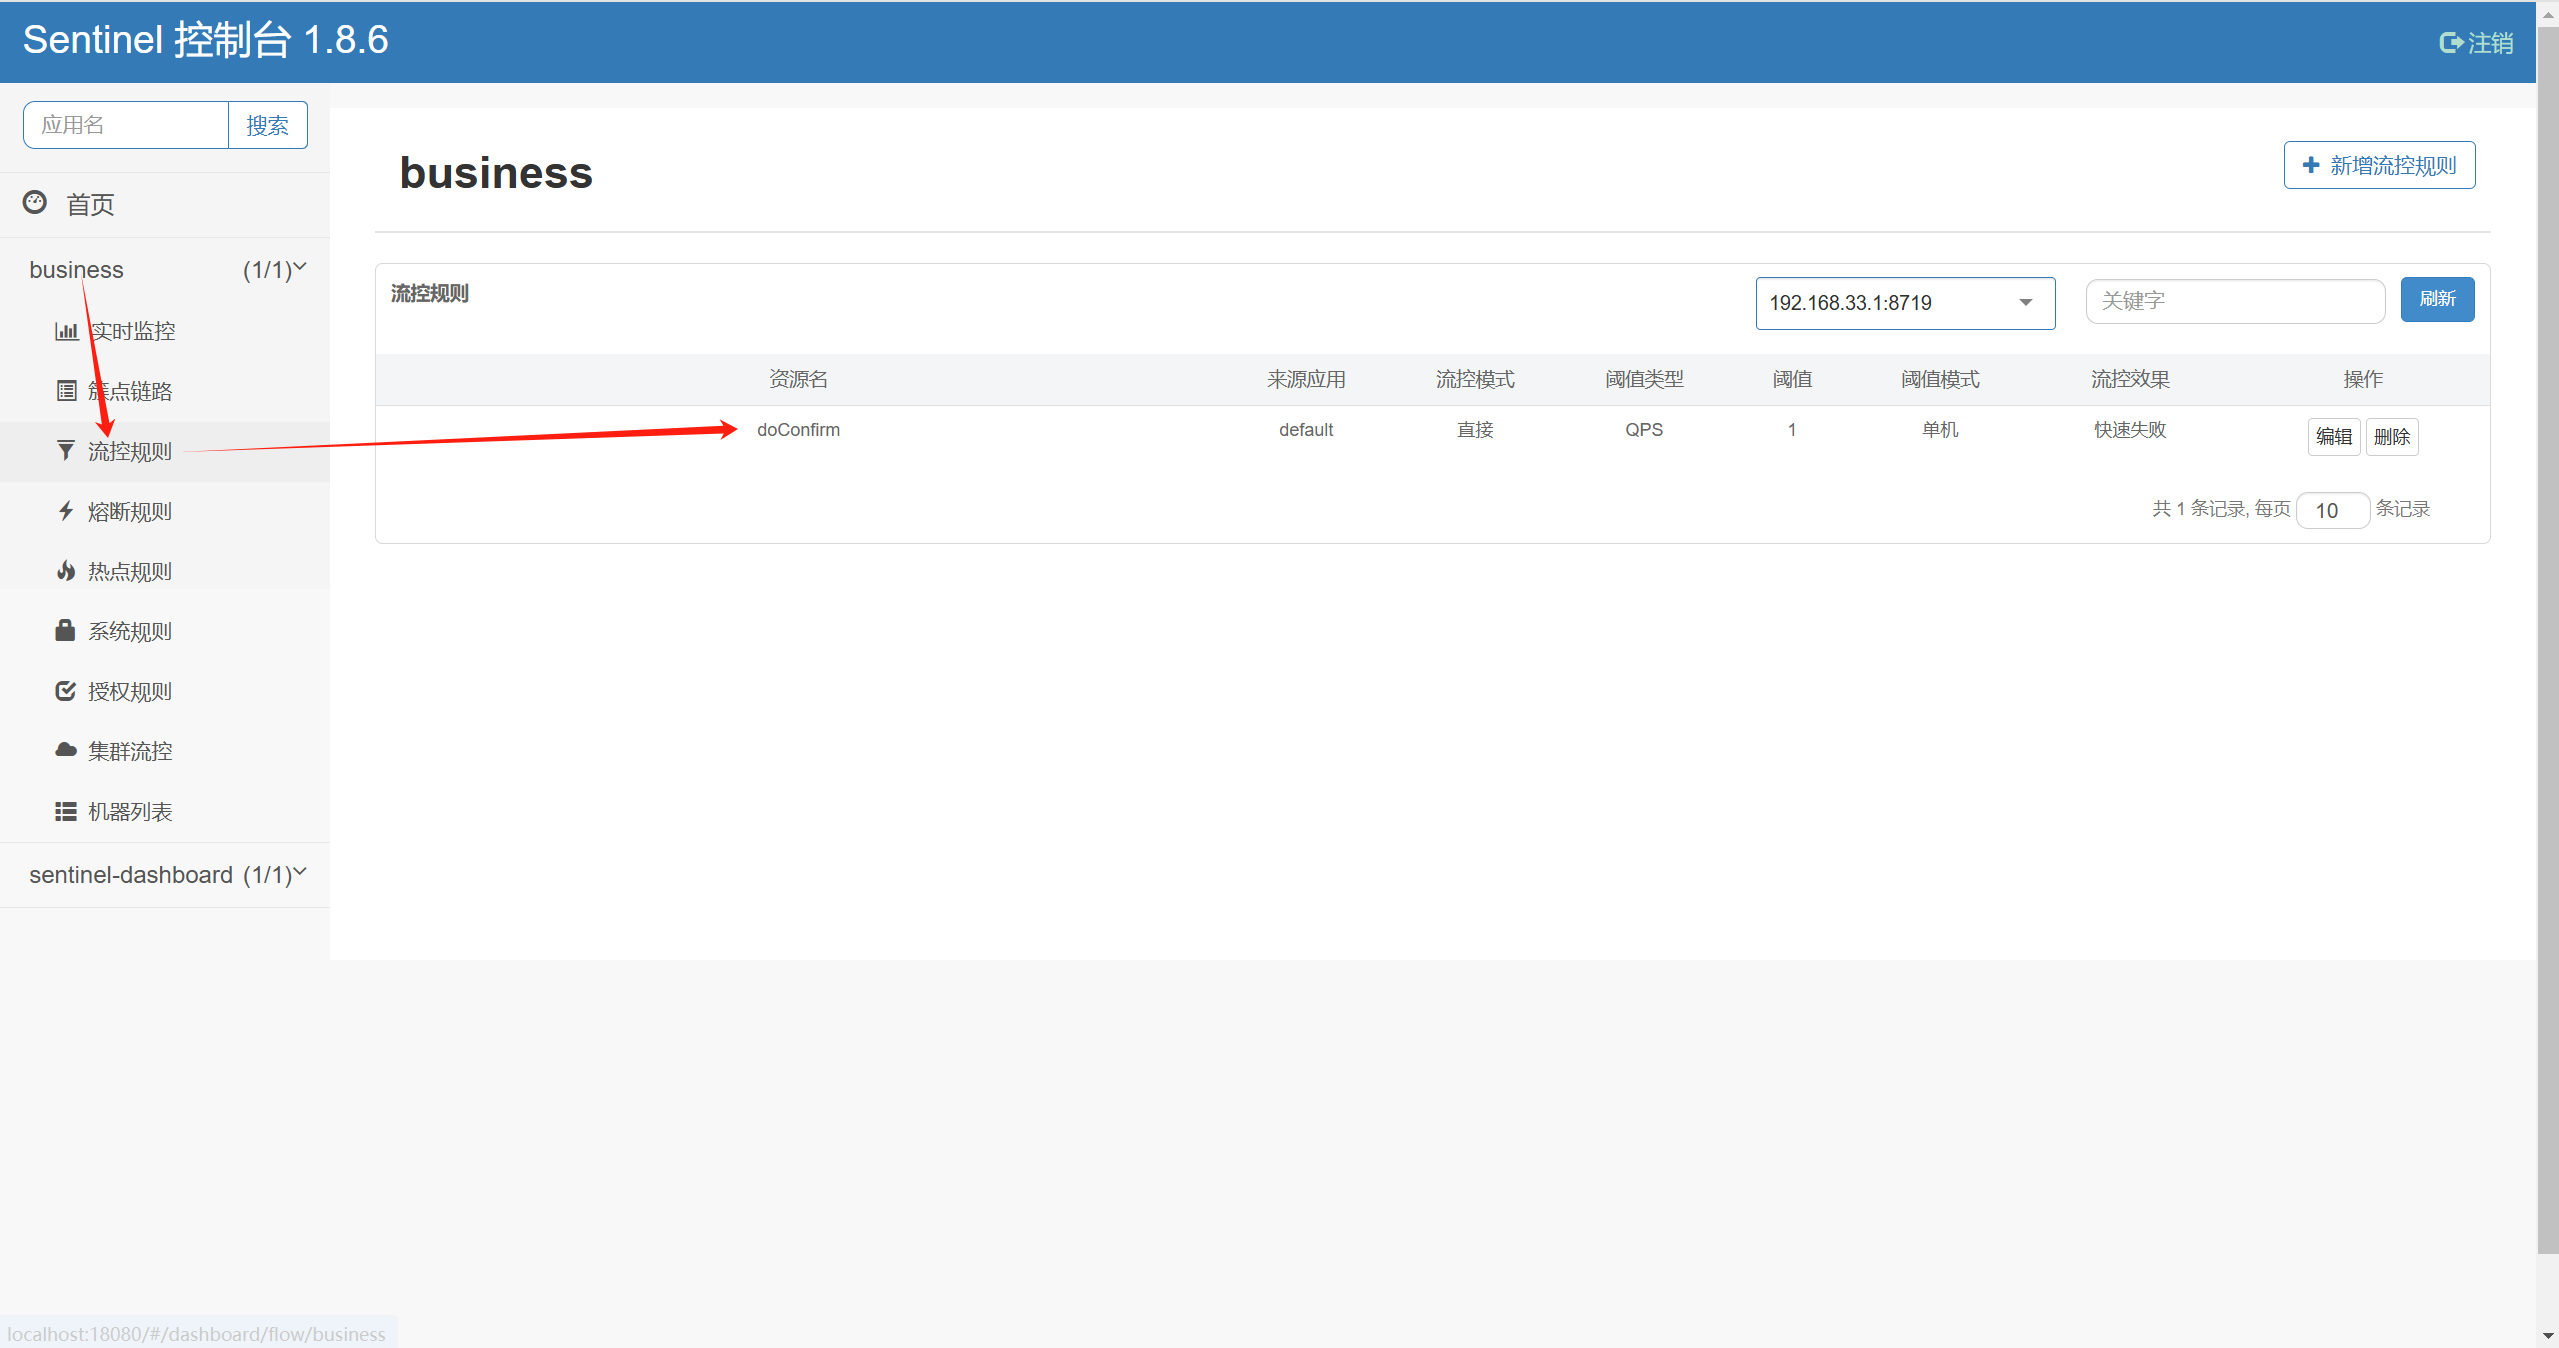 Sentinel 控制台 1.8.6
注销
应用名 搜索
首页
business (1/1)
实时监控
簇点链路
流控规则
熔断规则
热点规则
系统规则
授权规则
集群流控
机器列表
sentinel-dashboard (1/1)
business
新增流控规则
流控规则 192.168.33.1:8719 关键字 刷新
资源名 来源应用 流控模式 阈值类型 阈值 阈值模式 流控效果 操作
doConfirm default 直接 QPS 1 单机 快速失败 编辑 删除
共 1 条记录, 每页 10 条记录
localhost:18080/#/dashboard/flow/business